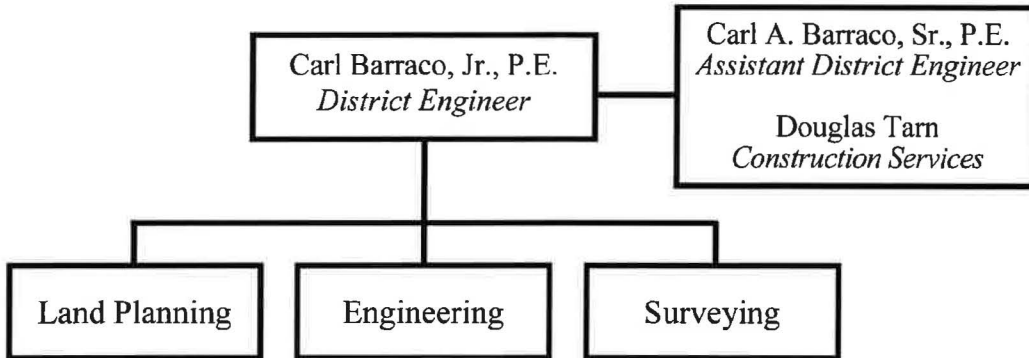 Carl Barraco, Jr., P.E.
District Engineer
Carl A. Barraco, Sr., P.E.
Assistant District Engineer
Douglas Tarn
Construction Services
Land Planning
Engineering
Surveying